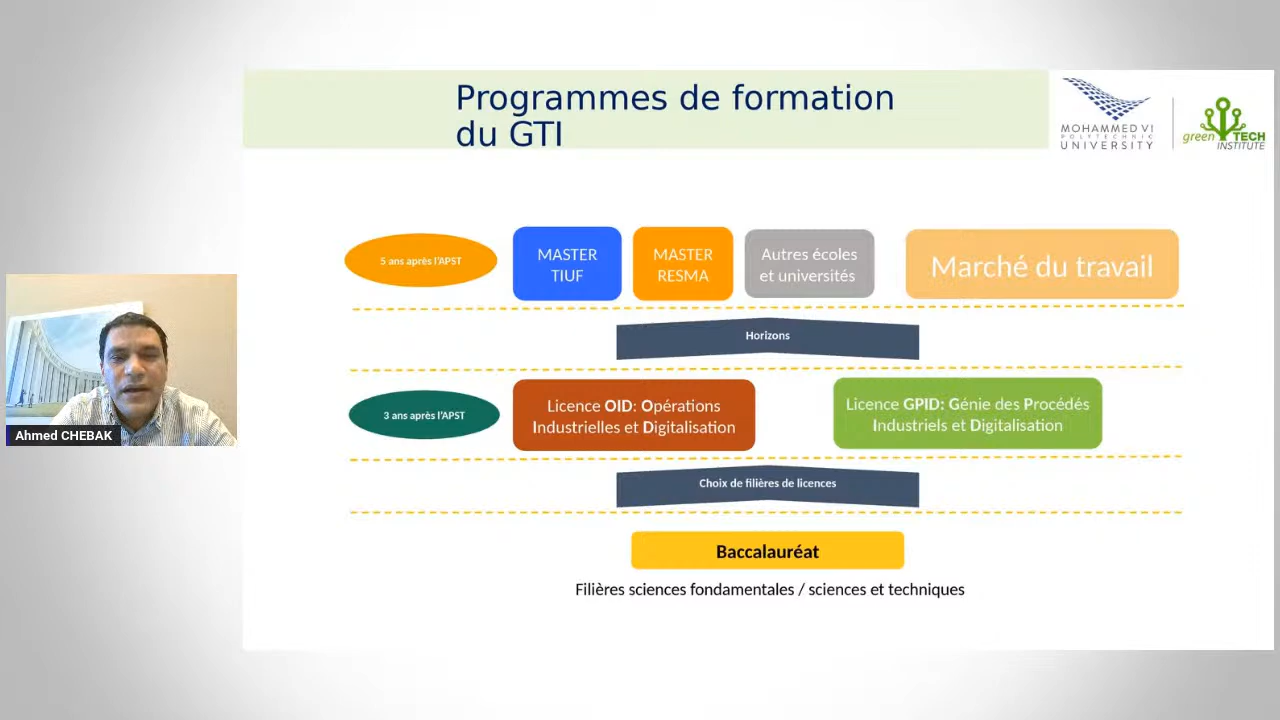 Programmes de formation
du GTI
MOHAMMED VI
POLYTECHNIC
UNIVERSITY
green TECH
INSTITUTE
5 ans après l'APST
MASTER
TIUF
MASTER
RESMA
Autres écoles
et universités
Marché du travail
Horizons
3 ans après l'APST
Licence OID: Opérations
Industrielles et Digitalisation
Licence GPID: Génie des Procédés
Industriels et Digitalisation
Choix de filières de licences
Baccalauréat
Filières sciences fondamentales / sciences et techniques
Ahmed CHEBAK